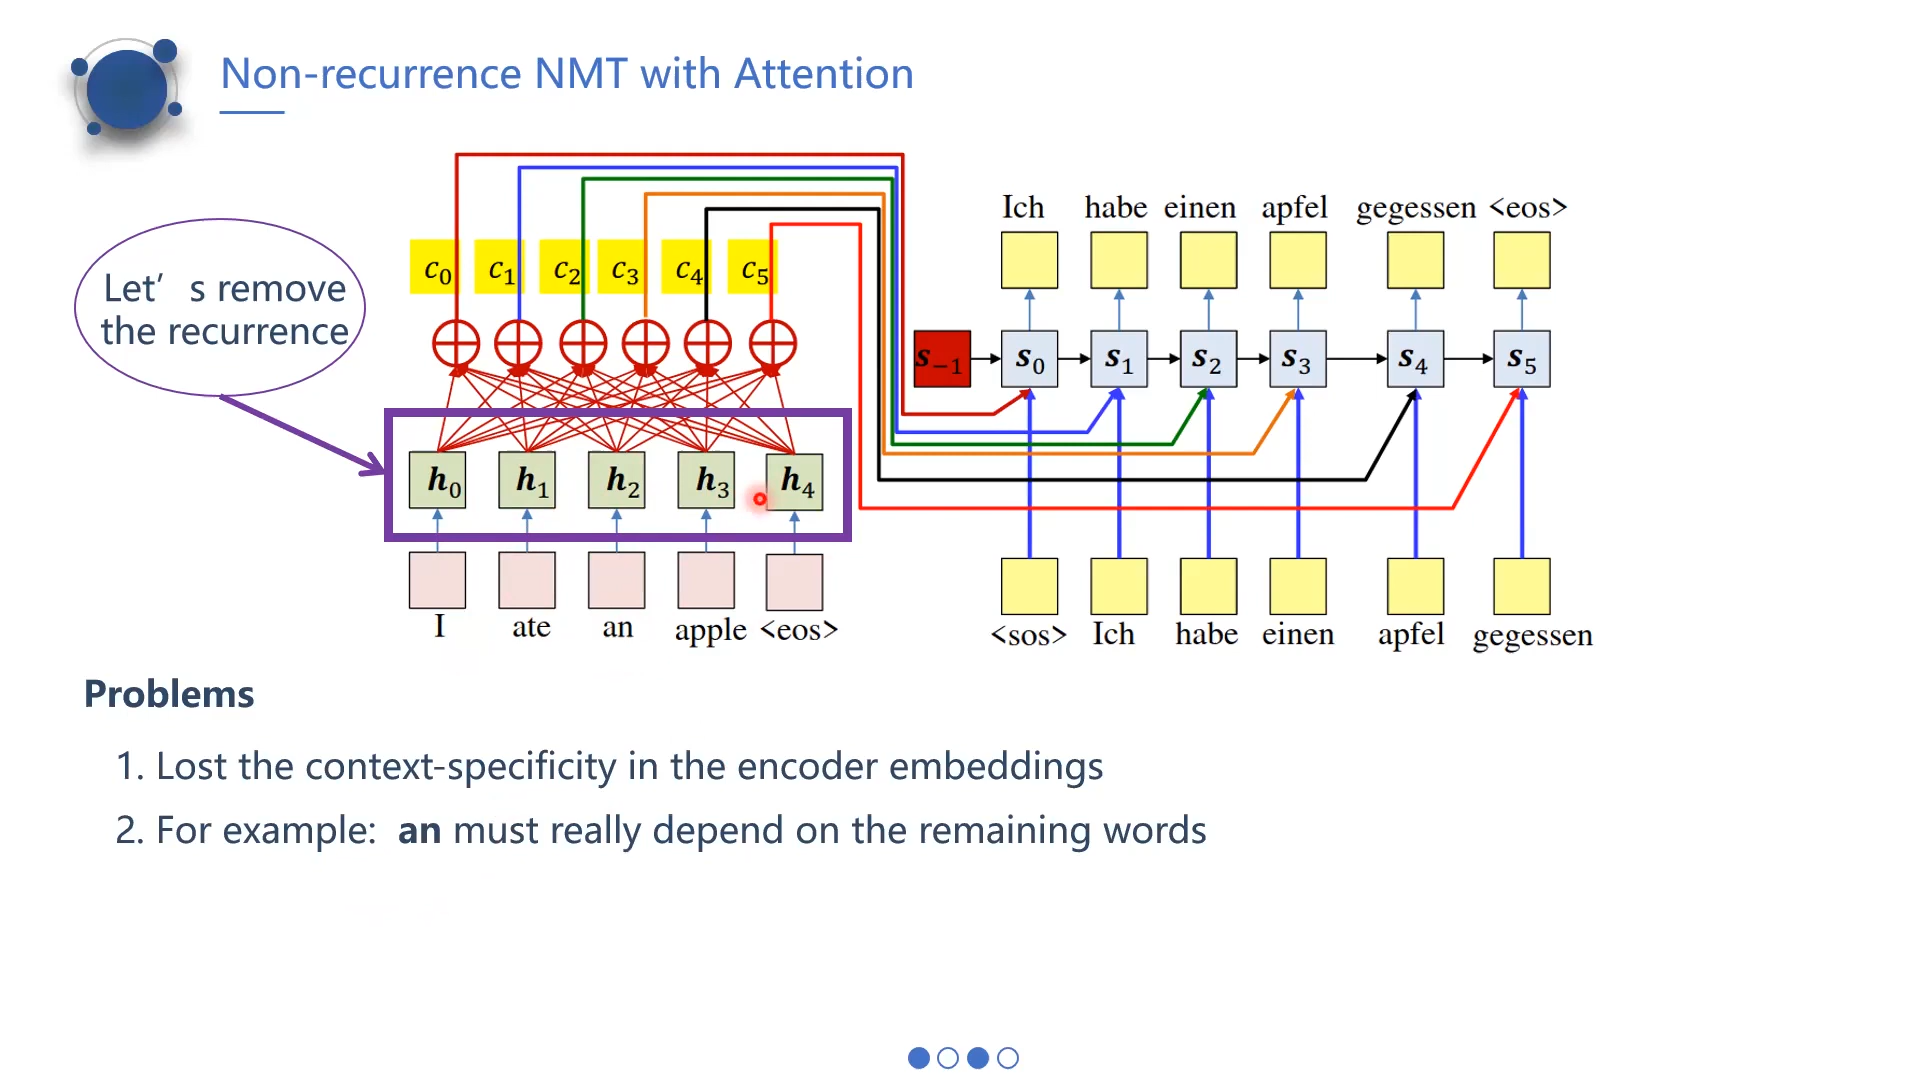 Non-recurrence NMT with Attention
Let’ s remove
the recurrence
c0 c1 c2 c3 c4 c5
Ich habe einen apfel gegessen <eos>
s−1 s0 s1 s2 s3 s4 s5
h0 h1 h2 h3 h4
I ate an apple <eos>
<sos> Ich habe einen apfel gegessen
Problems
1. Lost the context-specificity in the encoder embeddings
2. For example: an must really depend on the remaining words